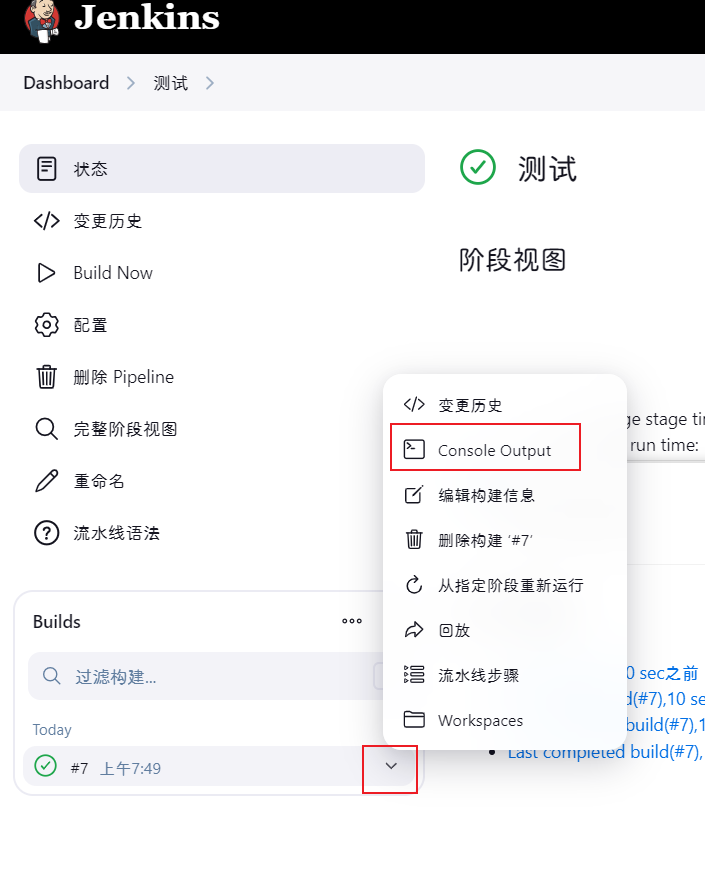 Jenkins
Dashboard
测试
状态
变更历史
Build Now
配置
删除 Pipeline
完整阶段视图
重命名
流水线语法
测试
阶段视图
变更历史
Console Output
编辑构建信息
删除构建 ‘#7’
从指定阶段重新运行
回放
流水线步骤
Workspaces
ge stage ti
run time:
0 sec之前
d(#7),10 se
build(#7),1
Last completed build(#7),
Builds
过滤构建...
Today
#7 上午7:49